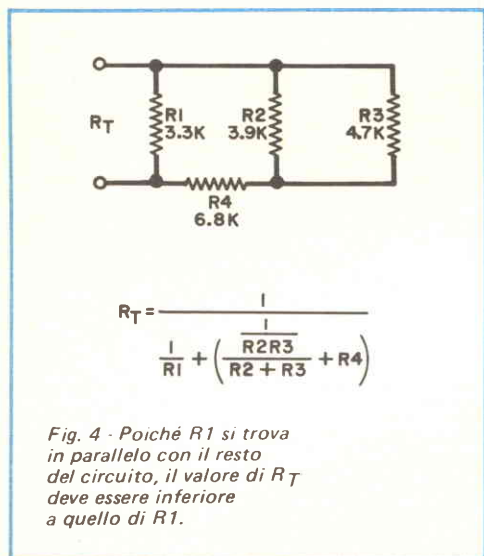 R1
3.3K
R2
3.9K
R3
4.7K
RT
R4
6.8K
RT = 1 / (1/R1 + ((1/R2R3)/(R2 + R3) + R4))
Fig. 4 - Poiché R1 si trova
in parallelo con il resto
del circuito, il valore di RT
deve essere inferiore
a quello di R1.